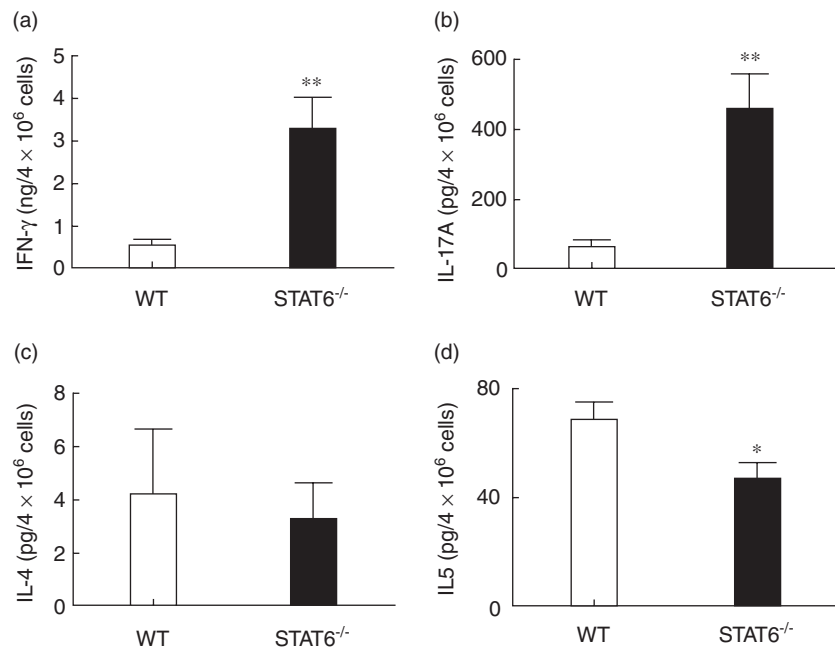 (a)
IFN-γ (ng/4 × 10⁶ cells)
5
4
3
2
1
0
**
WT
STAT6⁻/⁻
(b)
IL-17A (pg/4 × 10⁶ cells)
600
400
200
0
**
WT
STAT6⁻/⁻
(c)
IL-4 (pg/4 × 10⁶ cells)
8
6
4
2
0
WT
STAT6⁻/⁻
(d)
IL5 (pg/4 × 10⁶ cells)
80
40
0
*
WT
STAT6⁻/⁻